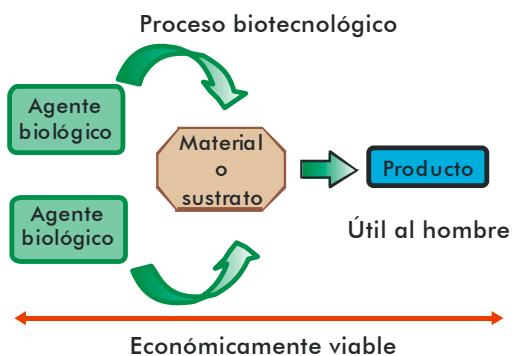 Proceso biotecnológico
Agente
biológico
Material
o
sustrato
Producto
Agente
biológico
Útil al hombre
Económicamente viable